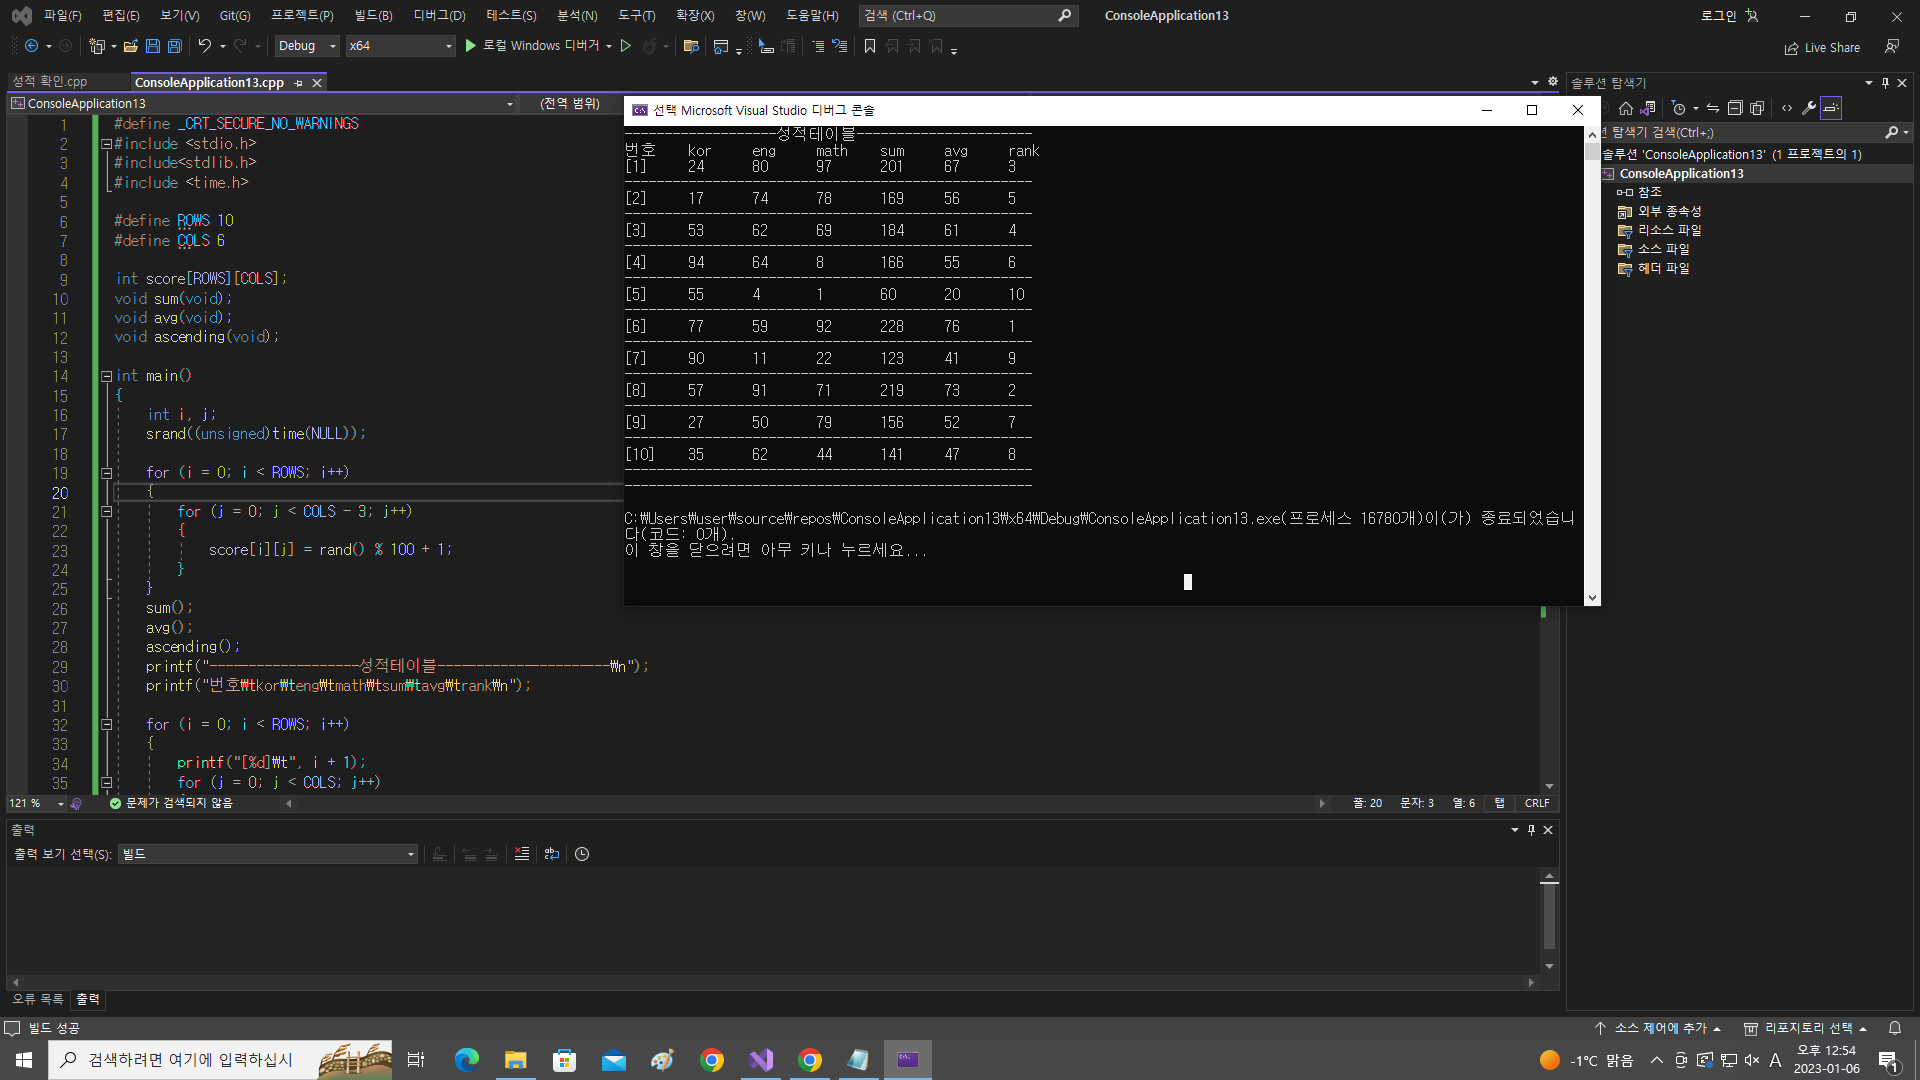 파일(F) 편집(E) 보기(V) Git(G) 프로젝트(P) 빌드(B) 디버그(D) 테스트(S) 분석(N) 도구(T) 확장(X) 창(W) 도움말(H) 검색 (Ctrl+Q) ConsoleApplication13 로그인
Debug x64 로컬 Windows 디버거 Live Share
성적 확인.cpp ConsoleApplication13.cpp
ConsoleApplication13 (전역 범위)
1 #define _CRT_SECURE_NO_WARNINGS
2 #include <stdio.h>
3 #include<stdlib.h>
4 #include <time.h>
5
6 #define ROWS 10
7 #define COLS 6
8
9 int score[ROWS][COLS];
10 void sum(void);
11 void avg(void);
12 void ascending(void);
13
14 int main()
15 {
16 int i, j;
17 srand((unsigned)time(NULL));
18
19 for (i = 0; i < ROWS; i++)
20 {
21 for (j = 0; j < COLS - 3; j++)
22 {
23 score[i][j] = rand() % 100 + 1;
24 }
25 }
26 sum();
27 avg();
28 ascending();
29 printf("-------------------성적테이블----------------------₩n");
30 printf("번호₩tkor₩teng₩tmath₩tsum₩tavg₩trank₩n");
31
32 for (i = 0; i < ROWS; i++)
33 {
34 printf("[%d]₩t", i + 1);
35 for (j = 0; j < COLS; j++)
121 % 문제가 검색되지 않음 줄: 20 문자: 3 열: 6 탭 CRLF
선택 Microsoft Visual Studio 디버그 콘솔
-------------------성적테이블----------------------
번호 kor eng math sum avg rank
[1] 24 80 97 201 67 3
---------------------------------------------------
[2] 17 74 78 169 56 5
---------------------------------------------------
[3] 53 62 69 184 61 4
---------------------------------------------------
[4] 94 64 8 166 55 6
---------------------------------------------------
[5] 55 4 1 60 20 10
---------------------------------------------------
[6] 77 59 92 228 76 1
---------------------------------------------------
[7] 90 11 22 123 41 9
---------------------------------------------------
[8] 57 91 71 219 73 2
---------------------------------------------------
[9] 27 50 79 156 52 7
---------------------------------------------------
[10] 35 62 44 141 47 8
---------------------------------------------------
---------------------------------------------------
C:₩Users₩user₩source₩repos₩ConsoleApplication13₩x64₩Debug₩ConsoleApplication13.exe(프로세스 16780개)이(가) 종료되었습니
다(코드: 0개).
이 창을 닫으려면 아무 키나 누르세요...
솔루션 탐색기
탐색기 검색(Ctrl+;)
솔루션 'ConsoleApplication13' (1 프로젝트의 1)
ConsoleApplication13
참조
외부 종속성
리소스 파일
소스 파일
헤더 파일
출력
출력 보기 선택(S): 빌드
오류 목록 출력
빌드 성공 소스 제어에 추가 리포지토리 선택
검색하려면 여기에 입력하십시
-1°C 맑음 A 오후 12:54
2023-01-06
1